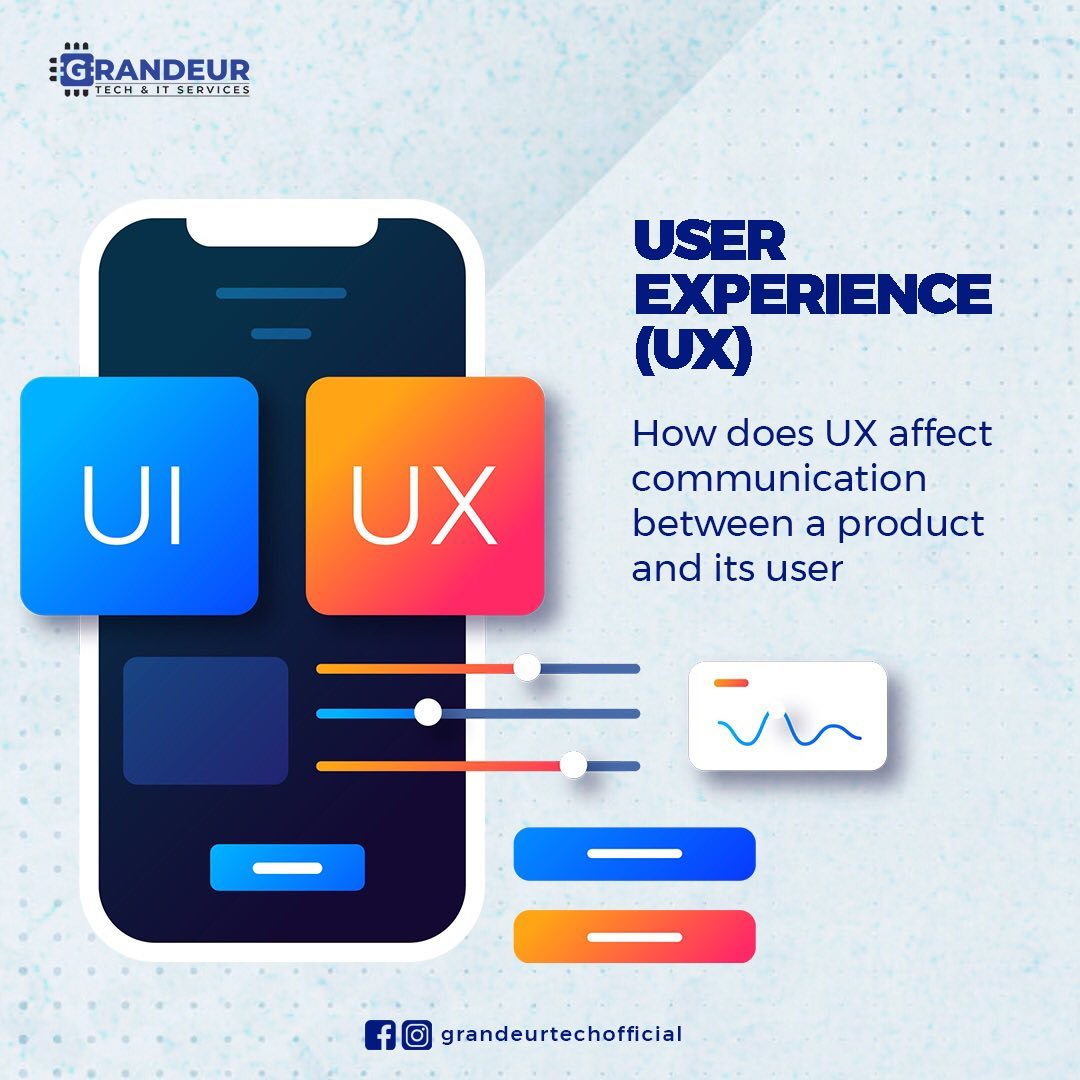 GRANDEUR
TECH & IT SERVICES
USER
EXPERIENCE
(UX)
How does UX affect
communication
between a product
and its user
UI
UX
grandeurtechofficial